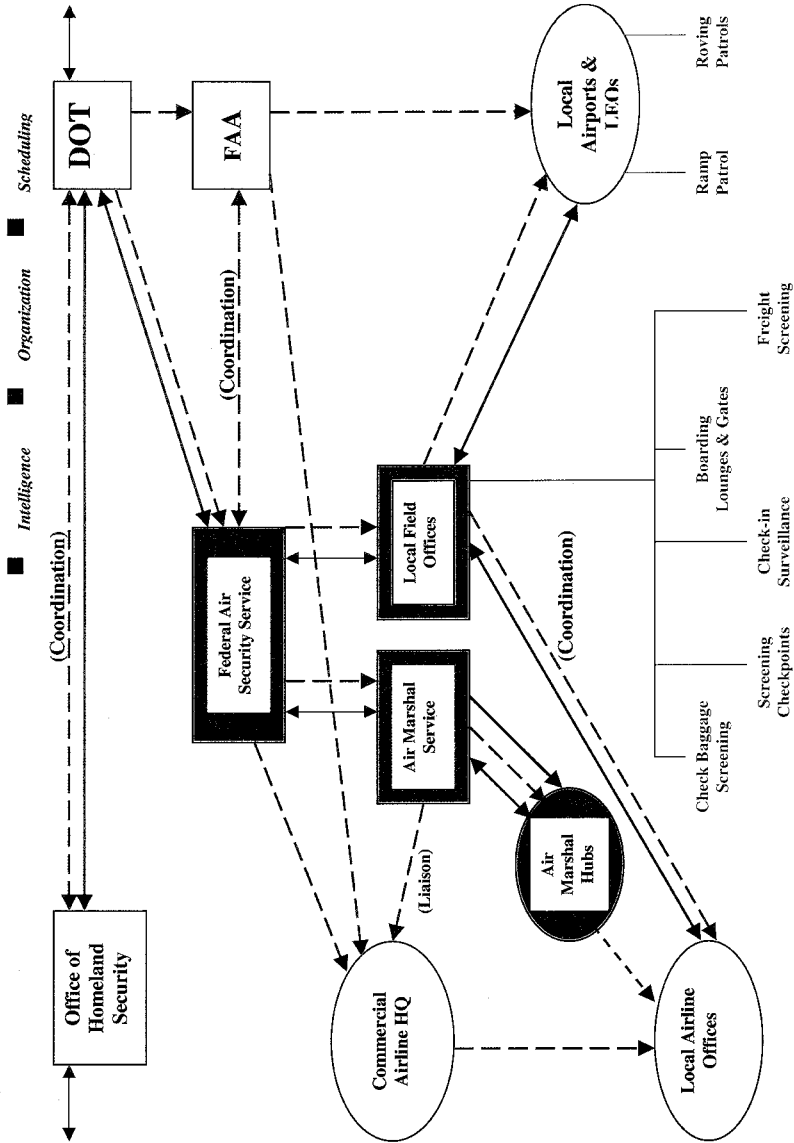 Intelligence
Organization
Scheduling
Office of
Homeland
Security
(Coordination)
DOT
FAA
Federal Air
Security Service
(Coordination)
Commercial
Airline HQ
(Liaison)
Air Marshal
Service
Local Field
Offices
Local
Airports &
LEOs
Air
Marshal
Hubs
(Coordination)
Ramp
Patrol
Roving
Patrols
Local Airline
Offices
Check Baggage
Screening
Screening
Checkpoints
Check-in
Surveillance
Boarding
Lounges & Gates
Freight
Screening